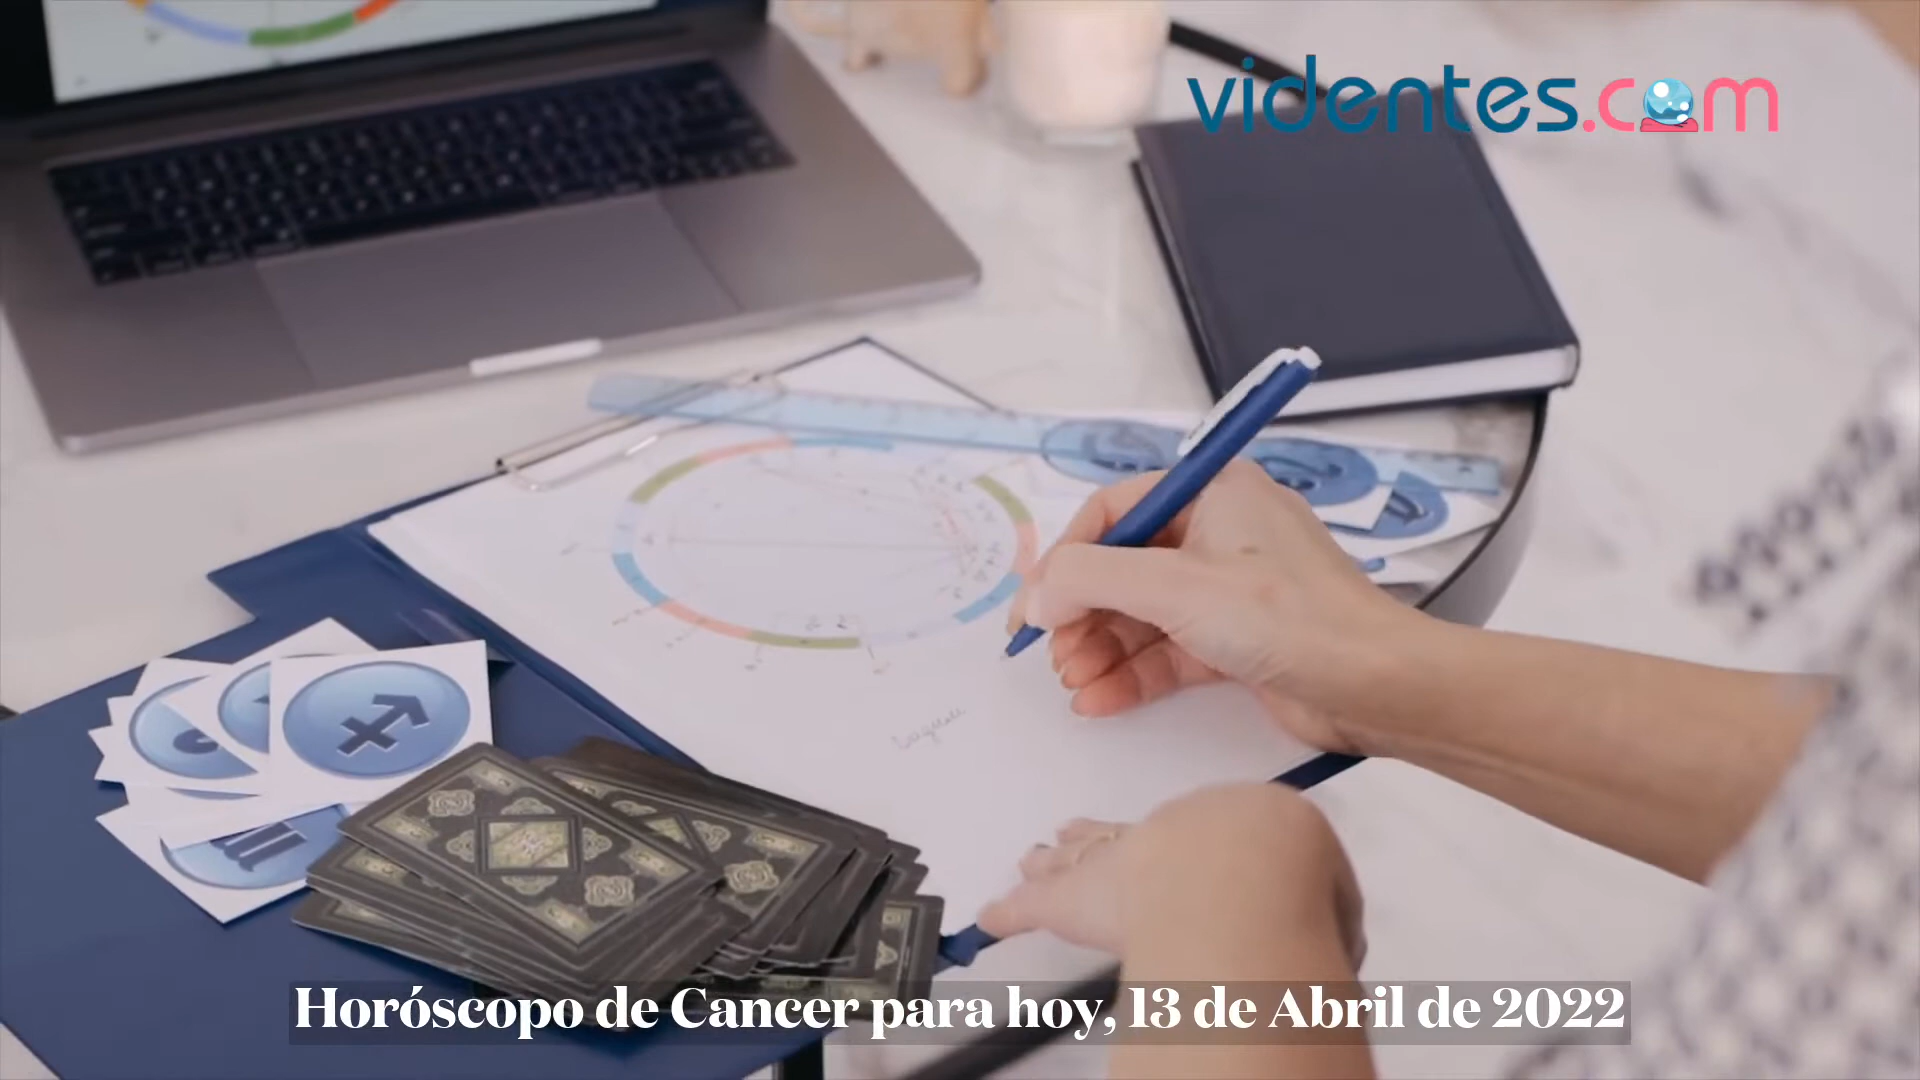 videntes.com
Horóscopo de Cancer para hoy, 13 de Abril de 2022